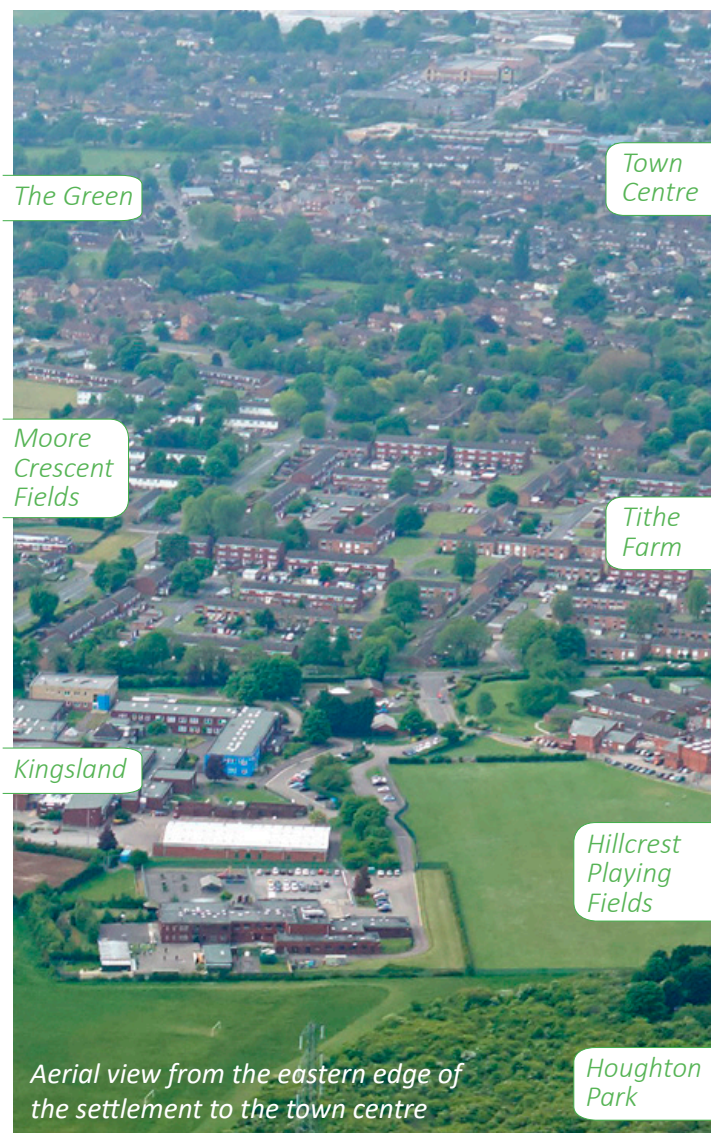 The Green
Town
Centre
Moore
Crescent
Fields
Tithe
Farm
Kingsland
Hillcrest
Playing
Fields
Houghton
Park
Aerial view from the eastern edge of
the settlement to the town centre